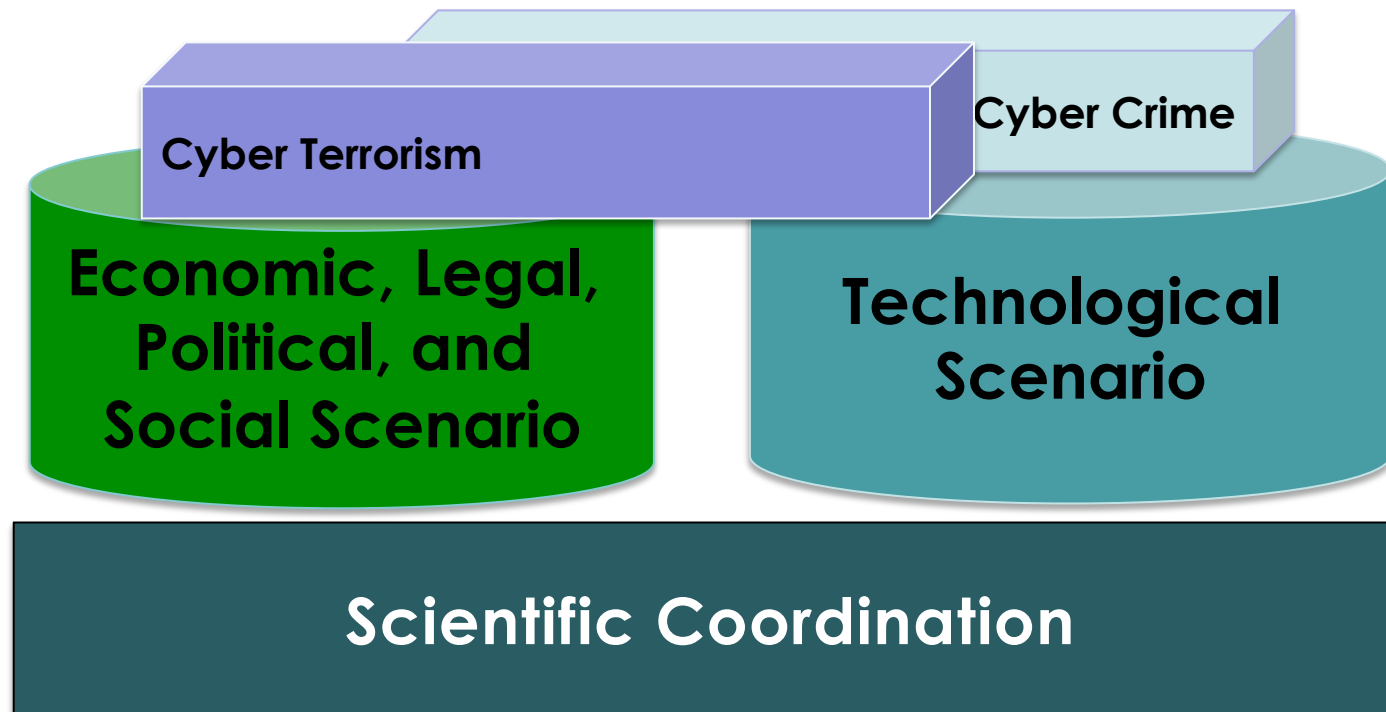 Cyber Crime
Cyber Terrorism
Economic, Legal,
Political, and
Social Scenario
Technological
Scenario
Scientific Coordination